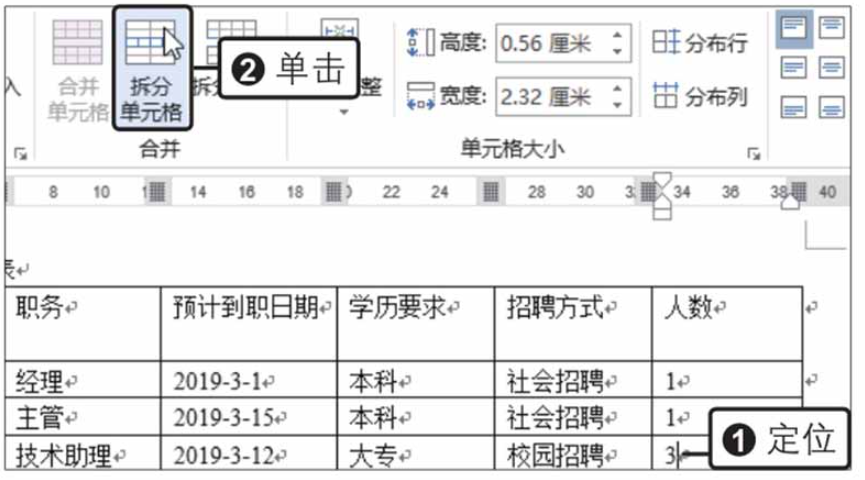 高度: 0.56 厘米 分布行
❷ 单击
入 合并 拆分 拆分 整 宽度: 2.32 厘米 分布列
单元格 单元格
合并 单元格大小
8 10 14 16 18 22 24 28 30 34 36 38 40
表
职务 预计到职日期 学历要求 招聘方式 人数
经理 2019-3-1 本科 社会招聘 1
主管 2019-3-15 本科 社会招聘 1
技术助理 2019-3-12 大专 校园招聘 3
❶ 定位